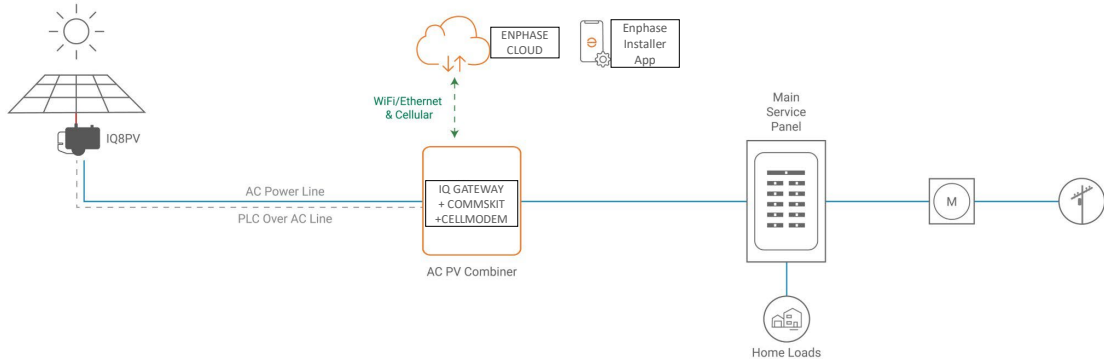 ENPHASE
CLOUD
Enphase
Installer
App
WiFi/Ethernet
& Cellular
Main
Service
Panel
IQ8PV
AC Power Line
PLC Over AC Line
IQ GATEWAY
+ COMMSKIT
+CELLMODEM
AC PV Combiner
M
Home Loads